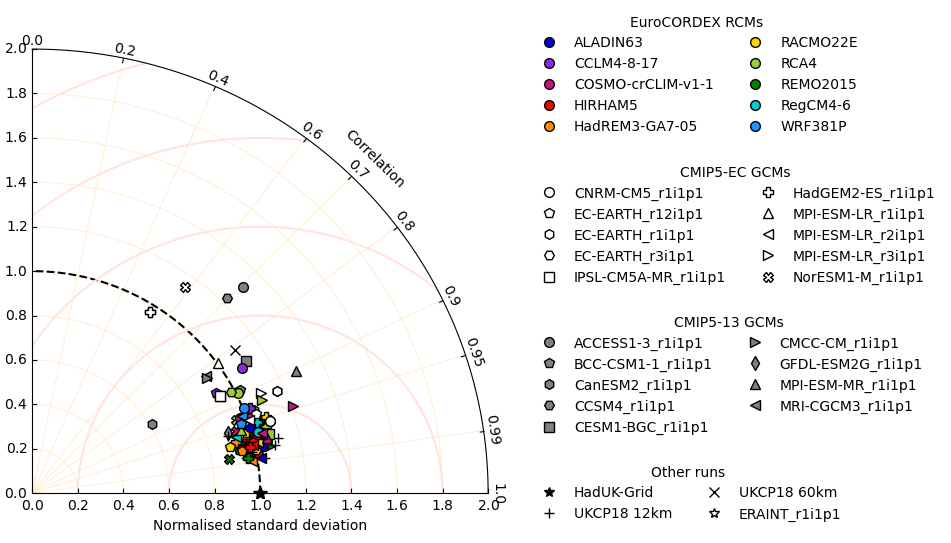 EuroCORDEX RCMs
ALADIN63
CCLM4-8-17
COSMO-crCLIM-v1-1
HIRHAM5
HadREM3-GA7-05
RACMO22E
RCA4
REMO2015
RegCM4-6
WRF381P
CMIP5-EC GCMs
CNRM-CM5_r1i1p1
EC-EARTH_r12i1p1
EC-EARTH_r1i1p1
EC-EARTH_r3i1p1
IPSL-CM5A-MR_r1i1p1
HadGEM2-ES_r1i1p1
MPI-ESM-LR_r1i1p1
MPI-ESM-LR_r2i1p1
MPI-ESM-LR_r3i1p1
NorESM1-M_r1i1p1
CMIP5-13 GCMs
ACCESS1-3_r1i1p1
BCC-CSM1-1_r1i1p1
CanESM2_r1i1p1
CCSM4_r1i1p1
CESM1-BGC_r1i1p1
CMCC-CM_r1i1p1
GFDL-ESM2G_r1i1p1
MPI-ESM-MR_r1i1p1
MRI-CGCM3_r1i1p1
Other runs
HadUK-Grid
UKCP18 12km
UKCP18 60km
ERAINT_r1i1p1
2.0
1.8
1.6
1.4
1.2
1.0
0.8
0.6
0.4
0.2
0.0
0.0
0.2
0.4
0.6
0.7
0.8
0.9
0.95
0.99
1.0
Correlation
0.0
0.2
0.4
0.6
0.8
1.0
1.2
1.4
1.6
1.8
2.0
Normalised standard deviation